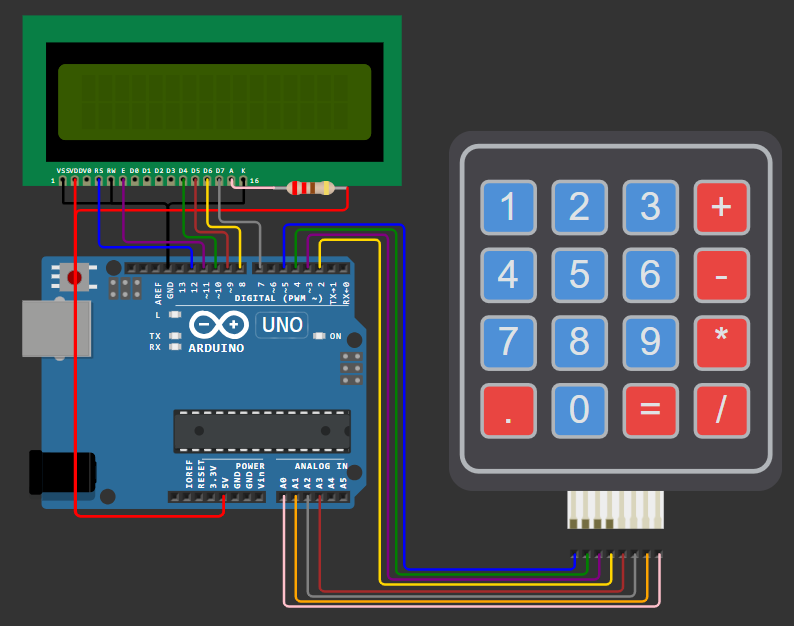 VSS VDD V0 RS RW E D0 D1 D2 D3 D4 D5 D6 D7 A K
1 16
1 2 3 +
4 5 6 -
7 8 9 *
. 0 = /
AREF GND 13 12 ~11 ~10 ~9 8 7 ~6 ~5 4 ~3 2 TX→1 RX←0
DIGITAL (PWM ~)
L
UNO
TX
RX
ON
ARDUINO
POWER
ANALOG IN
IOREF RESET 3.3V 5V GND GND Vin
A0 A1 A2 A3 A4 A5